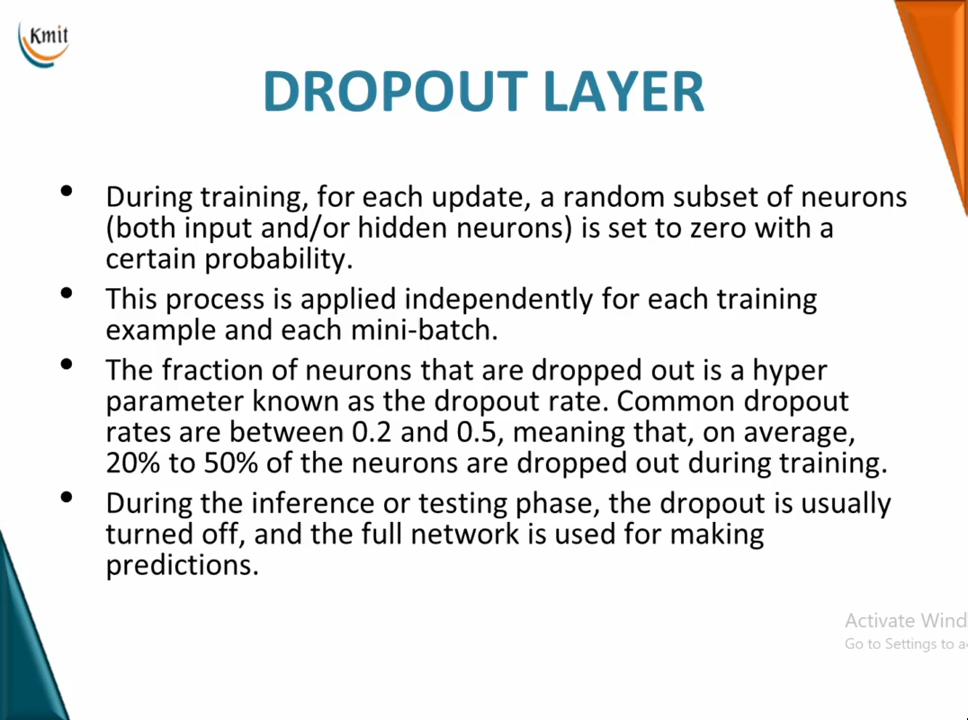 Kmit
DROPOUT LAYER
• During training, for each update, a random subset of neurons
(both input and/or hidden neurons) is set to zero with a
certain probability.
• This process is applied independently for each training
example and each mini-batch.
• The fraction of neurons that are dropped out is a hyper
parameter known as the dropout rate. Common dropout
rates are between 0.2 and 0.5, meaning that, on average,
20% to 50% of the neurons are dropped out during training.
• During the inference or testing phase, the dropout is usually
turned off, and the full network is used for making
predictions.
Activate Wind
Go to Settings to a